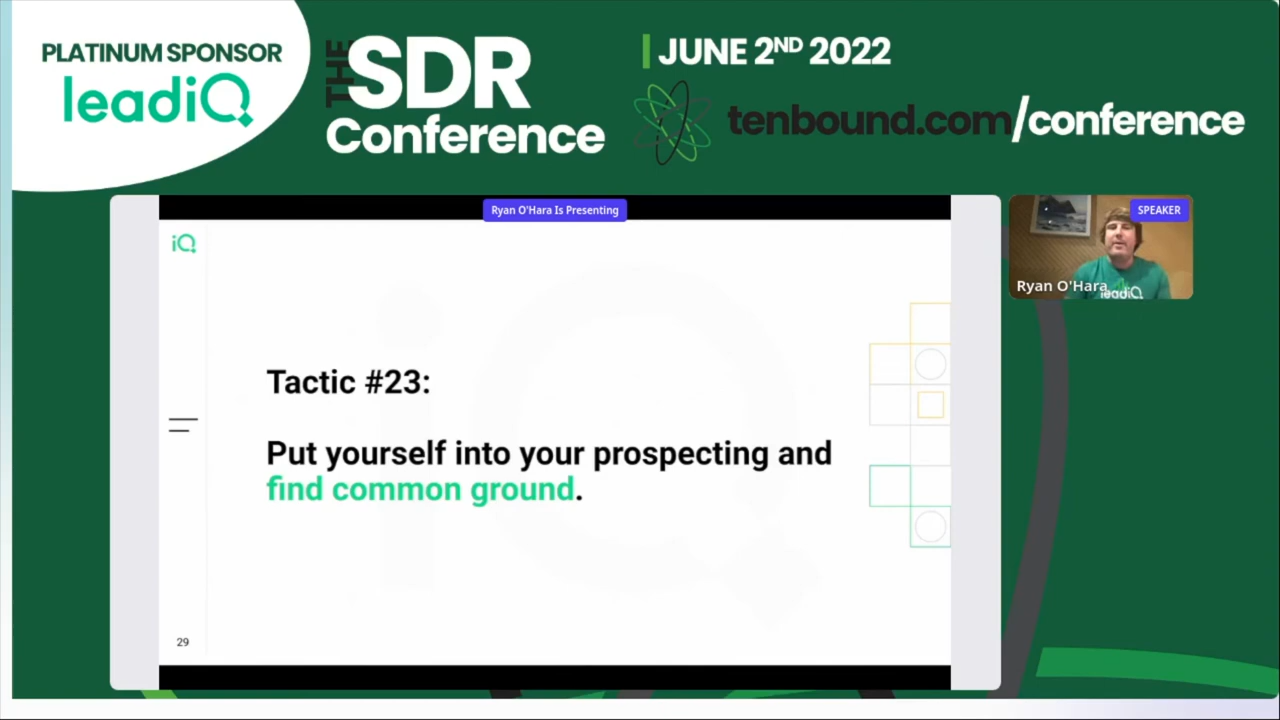 PLATINUM SPONSOR
leadiQ
THE
SDR
Conference
JUNE 2ND 2022
tenbound.com/conference
Ryan O'Hara Is Presenting
SPEAKER
Ryan O'Hara
leadiQ
iQ
Tactic #23:
Put yourself into your prospecting and
find common ground.
29